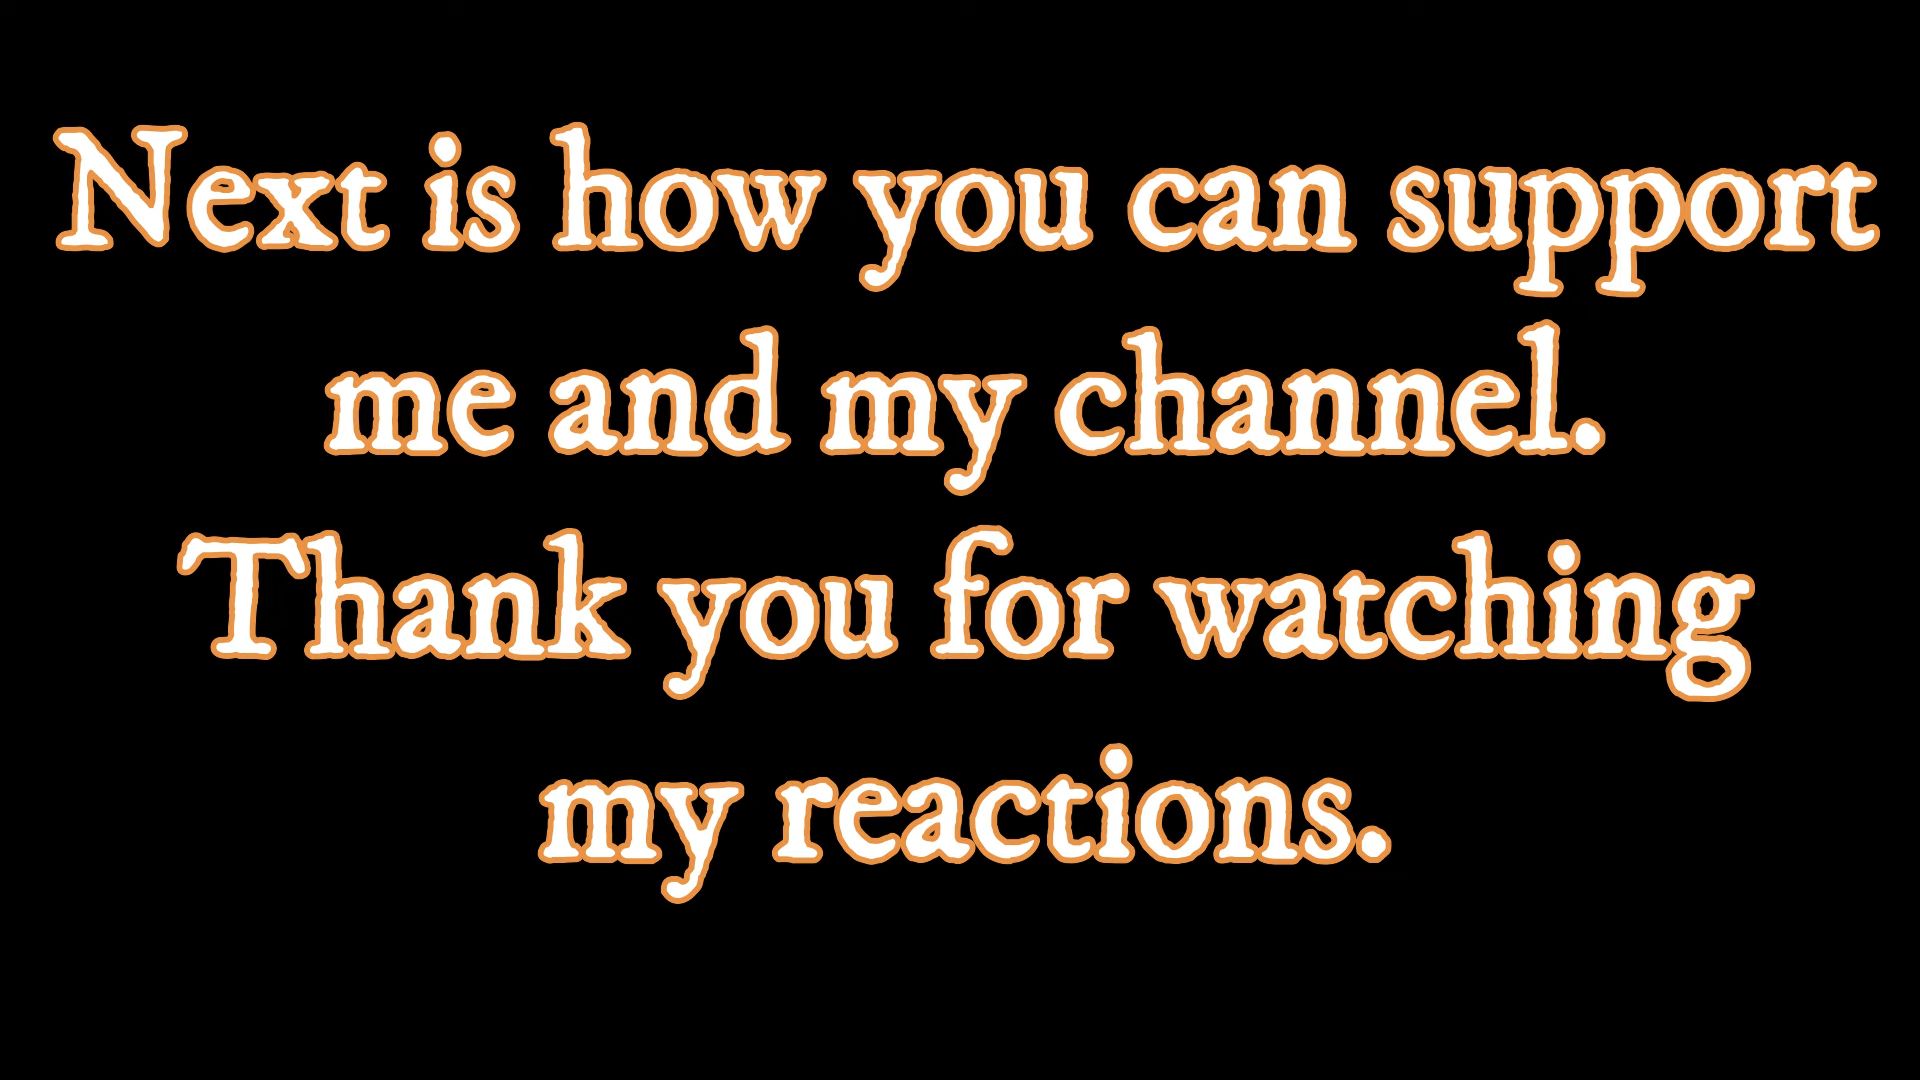 Next is how you can support
me and my channel.
Thank you for watching
my reactions.